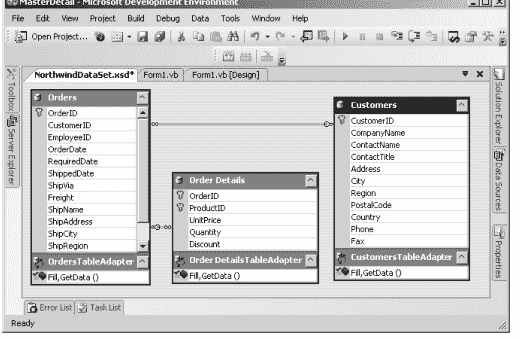 MasterDetail - Microsoft Development Environment
File Edit View Project Build Debug Data Tools Window Help
Open Project...
Toolbox
Server Explorer
NorthwindDataSet.xsd* Form1.vb Form1.vb [Design]
Orders
OrderID
CustomerID
EmployeeID
OrderDate
RequiredDate
ShippedDate
ShipVia
Freight
ShipName
ShipAddress
ShipCity
ShipRegion
OrdersTableAdapter
Fill,GetData ()
Order Details
OrderID
ProductID
UnitPrice
Quantity
Discount
Order DetailsTableAdapter
Fill,GetData ()
Customers
CustomerID
CompanyName
ContactName
ContactTitle
Address
City
Region
PostalCode
Country
Phone
Fax
CustomersTableAdapter
Fill,GetData ()
Solution Explorer
Data Sources
Properties
Error List Task List
Ready